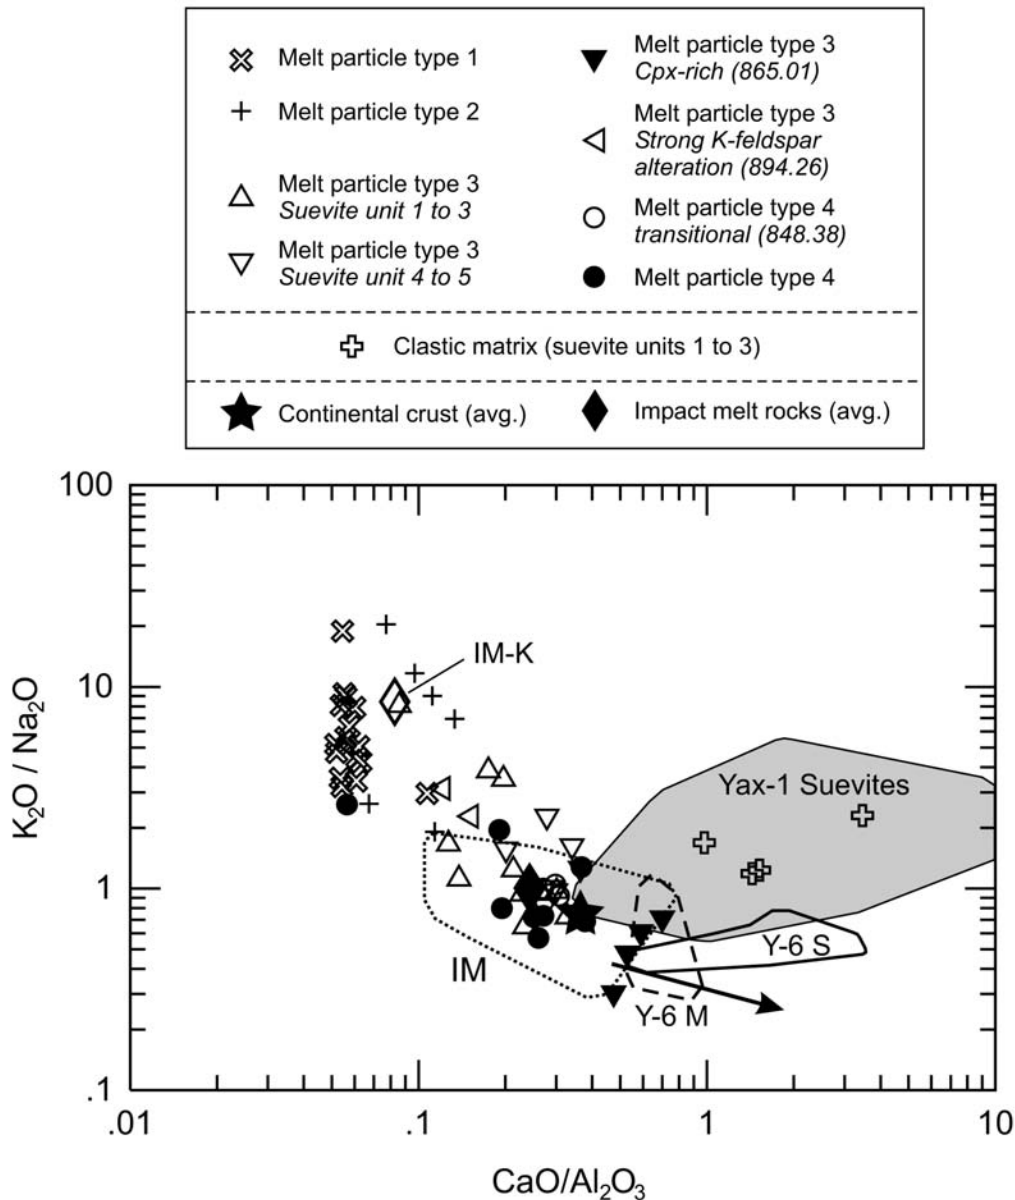 Melt particle type 1
Melt particle type 2
Melt particle type 3
Suevite unit 1 to 3
Melt particle type 3
Suevite unit 4 to 5
Melt particle type 3
Cpx-rich (865.01)
Melt particle type 3
Strong K-feldspar
alteration (894.26)
Melt particle type 4
transitional (848.38)
Melt particle type 4
Clastic matrix (suevite units 1 to 3)
Continental crust (avg.)
Impact melt rocks (avg.)
100
10
1
.1
K₂O / Na₂O
IM-K
Yax-1 Suevites
Y-6 S
IM
Y-6 M
.01
.1
1
10
CaO/Al₂O₃